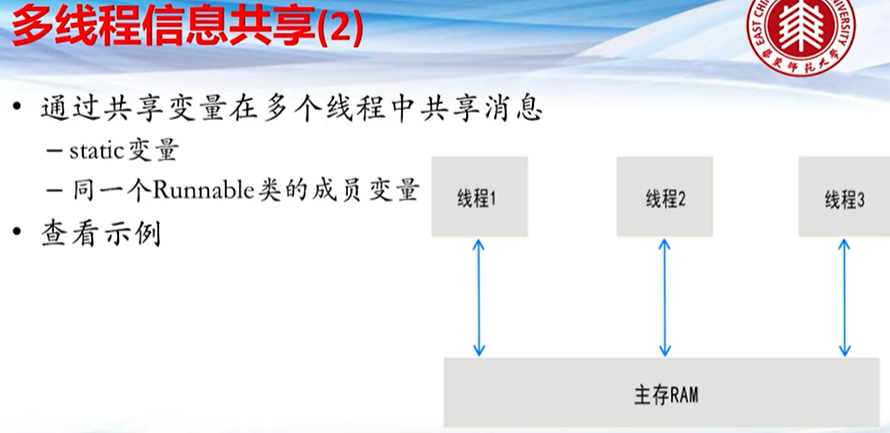 多线程信息共享(2)
• 通过共享变量在多个线程中共享消息
– static变量
– 同一个Runnable类的成员变量
• 查看示例
线程1
线程2
线程3
主存RAM